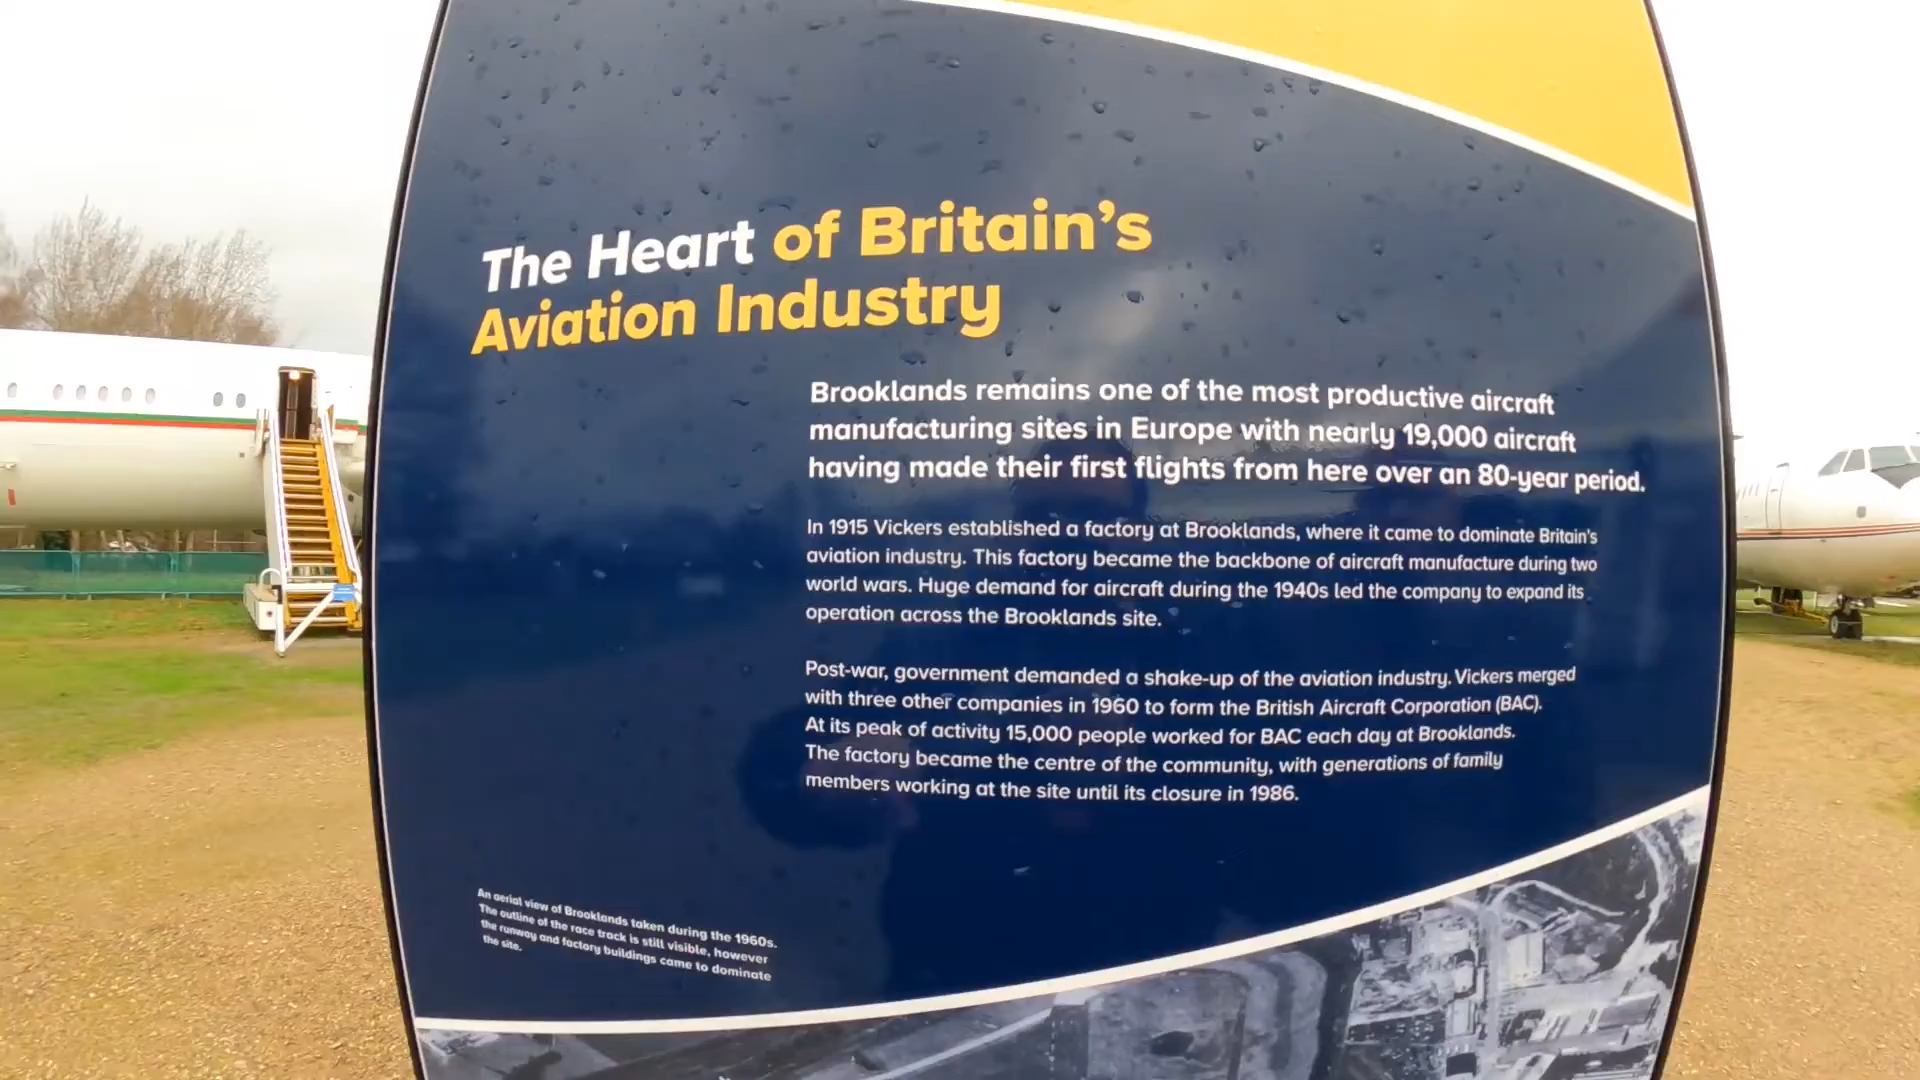 The Heart of Britain's
Aviation Industry
Brooklands remains one of the most productive aircraft
manufacturing sites in Europe with nearly 19,000 aircraft
having made their first flights from here over an 80-year period.
In 1915 Vickers established a factory at Brooklands, where it came to dominate Britain's
aviation industry. This factory became the backbone of aircraft manufacture during two
world wars. Huge demand for aircraft during the 1940s led the company to expand its
operation across the Brooklands site.
Post-war, government demanded a shake-up of the aviation industry. Vickers merged
with three other companies in 1960 to form the British Aircraft Corporation (BAC).
At its peak of activity 15,000 people worked for BAC each day at Brooklands.
The factory became the centre of the community, with generations of family
members working at the site until its closure in 1986.
An aerial view of Brooklands taken during the 1960s.
The outline of the race track is still visible, however
the runway and factory buildings came to dominate
the site.